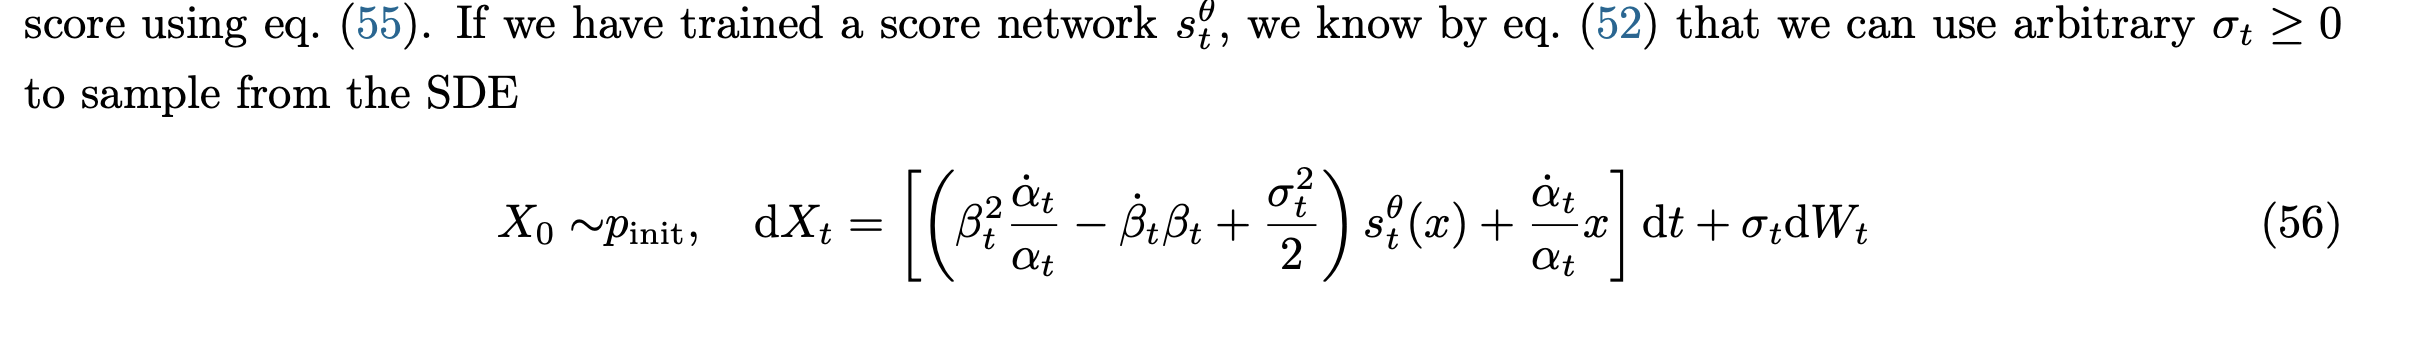 score using eq. (55). If we have trained a score network $s_t^\theta$, we know by eq. (52) that we can use arbitrary $\sigma_t \geq 0$
to sample from the SDE
$X_0 \sim p_{\text{init}}, \quad \mathrm{d}X_t = \left[ \left( \beta_t^2 \frac{\dot{\alpha}_t}{\alpha_t} - \dot{\beta}_t \beta_t + \frac{\sigma_t^2}{2} \right) s_t^\theta(x) + \frac{\dot{\alpha}_t}{\alpha_t} x \right] \mathrm{d}t + \sigma_t \mathrm{d}W_t \quad (56)$